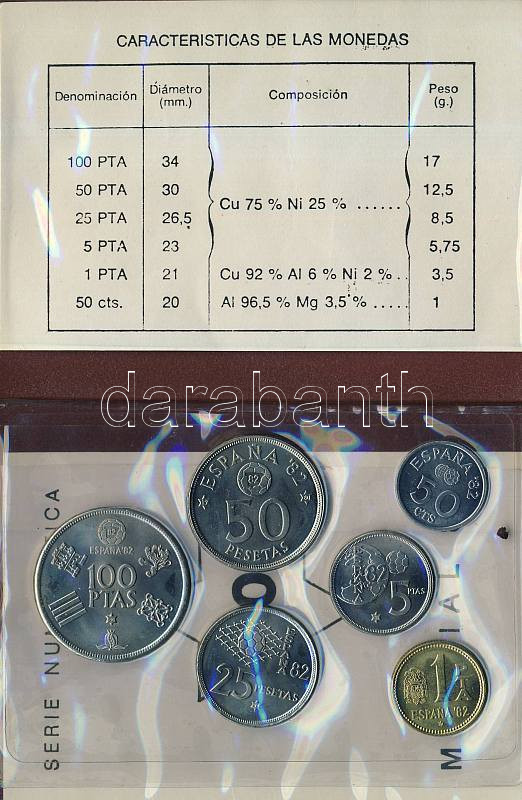 CARACTERISTICAS DE LAS MONEDAS
Denominación Diámetro (mm.) Composición Peso (g.)
100 PTA 34 17
50 PTA 30 12,5
Cu 75 % Ni 25 % ......
25 PTA 26,5 8,5
5 PTA 23 5,75
1 PTA 21 Cu 92 % Al 6 % Ni 2 % .. 3,5
50 cts. 20 Al 96,5 % Mg 3,5 % ..... 1
darabanth
ESPAÑA '82
50
PESETAS
ESPAÑA '82
50
CTS
ESPAÑA '82
100
PTAS
82
5
PTAS
82
25 PESETAS
1 PTA
ESPAÑA '82
SERIE